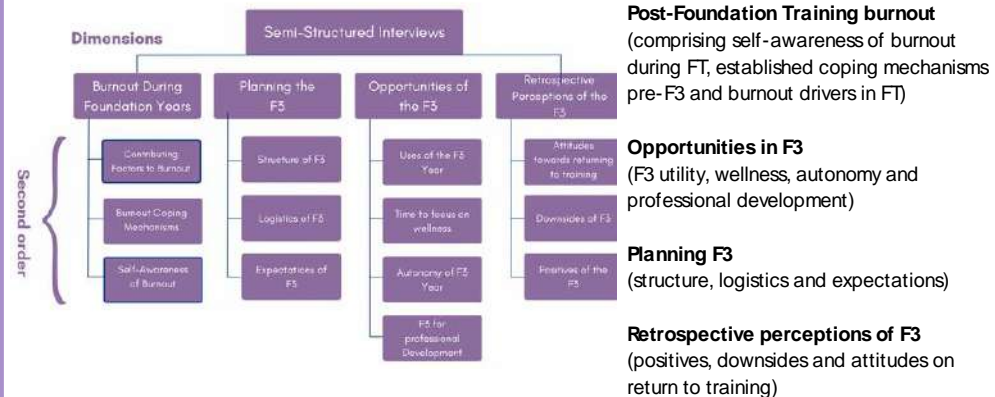 Dimensions
Semi-Structured Interviews
Burnout During
Foundation Years
Planning the
F3
Opportunities of
the F3
Retrospective
Perceptions of the
F3
Second order
Contributing
Factors to Burnout
Burnout Coping
Mechanisms
Self-Awareness
of Burnout
Structure of F3
Logistics of F3
Expectations of
F3
Uses of the F3
Year
Time to focus on
wellness
Autonomy of F3
Year
F3 for
professional
Development
Attitudes
towards returning
to training
Downsides of F3
Positives of the
F3
Post-Foundation Training burnout
(comprising self-awareness of burnout
during FT, established coping mechanisms
pre-F3 and burnout drivers in FT)
Opportunities in F3
(F3 utility, wellness, autonomy and
professional development)
Planning F3
(structure, logistics and expectations)
Retrospective perceptions of F3
(positives, downsides and attitudes on
return to training)